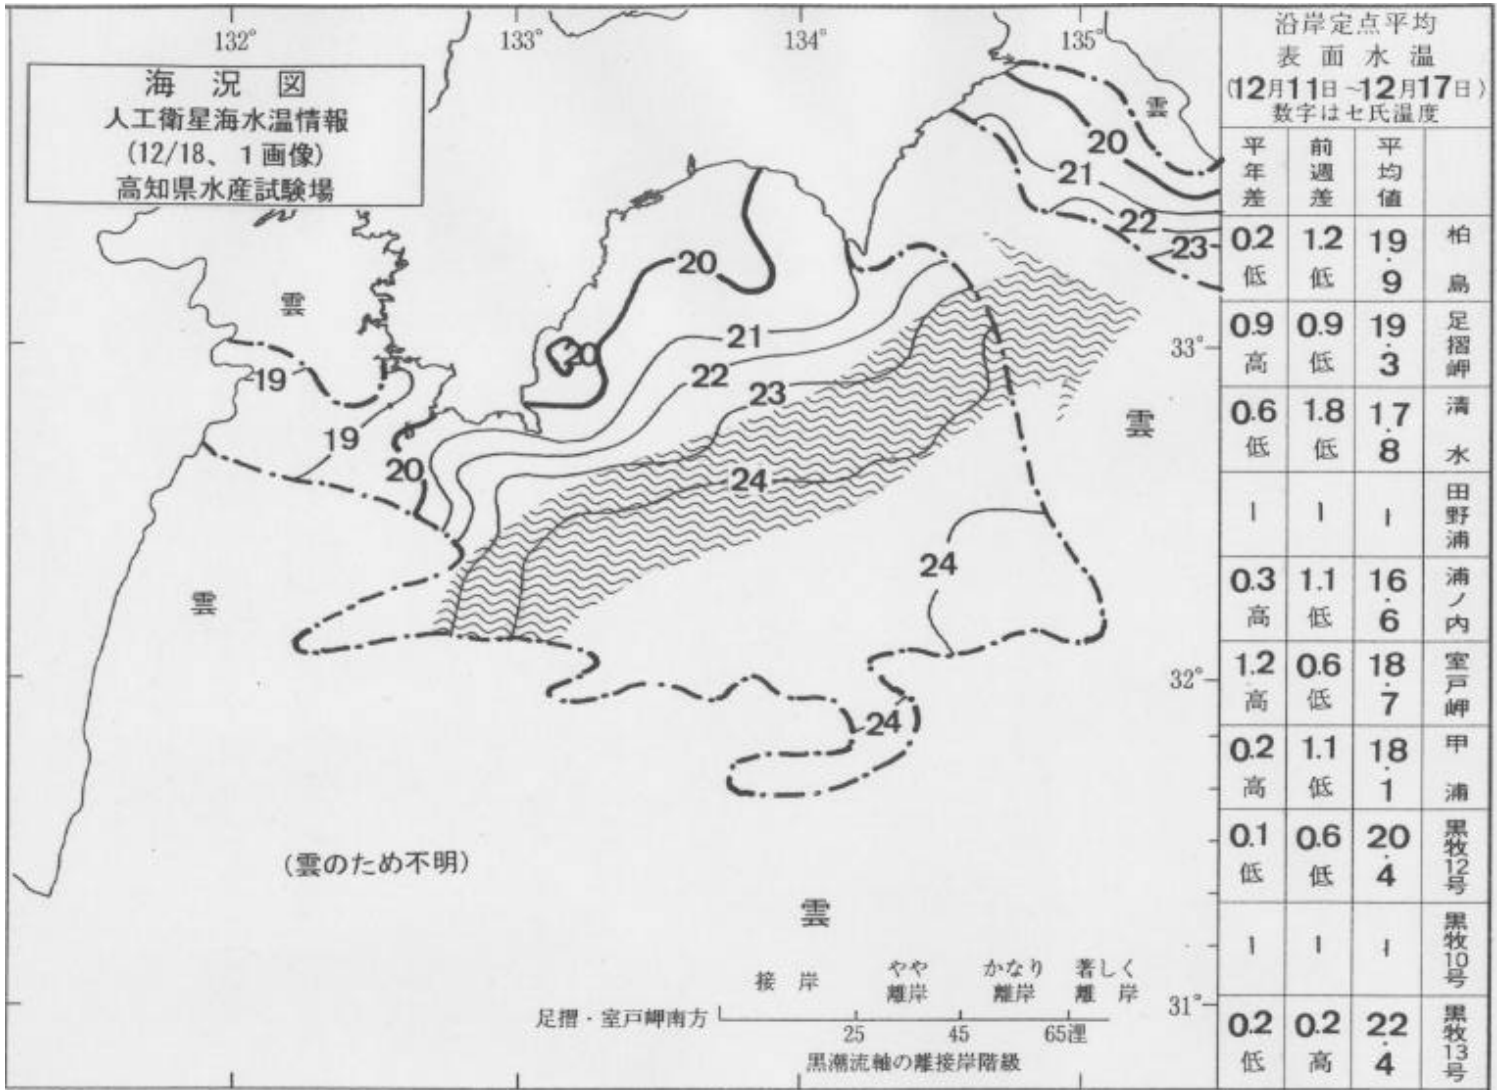 132°
133°
134°
135°
海況図
人工衛星海水温情報
(12/18、1画像)
高知県水産試験場
雲
20
21
22
23
雲
20
20
21
22
23
24
19
19
20
雲
雲
24
24
33°
32°
31°
(雲のため不明)
雲
接岸
やや離岸
かなり離岸
著しく離岸
足摺・室戸岬南方
25
45
65浬
黒潮流軸の離接岸階級
沿岸定点平均
表面水温
(12月11日~12月17日)
数字はセ氏温度
平年差 前週差 平均値
0.2低 1.2低 19.9 柏島
0.9高 0.9低 19.3 足摺岬
0.6低 1.8低 17.8 清水
- - - 田野浦
0.3高 1.1低 16.6 浦ノ内
1.2高 0.6低 18.7 室戸岬
0.2高 1.1低 18.1 甲浦
0.1低 0.6低 20.4 黒牧12号
- - - 黒牧10号
0.2低 0.2高 22.4 黒牧13号